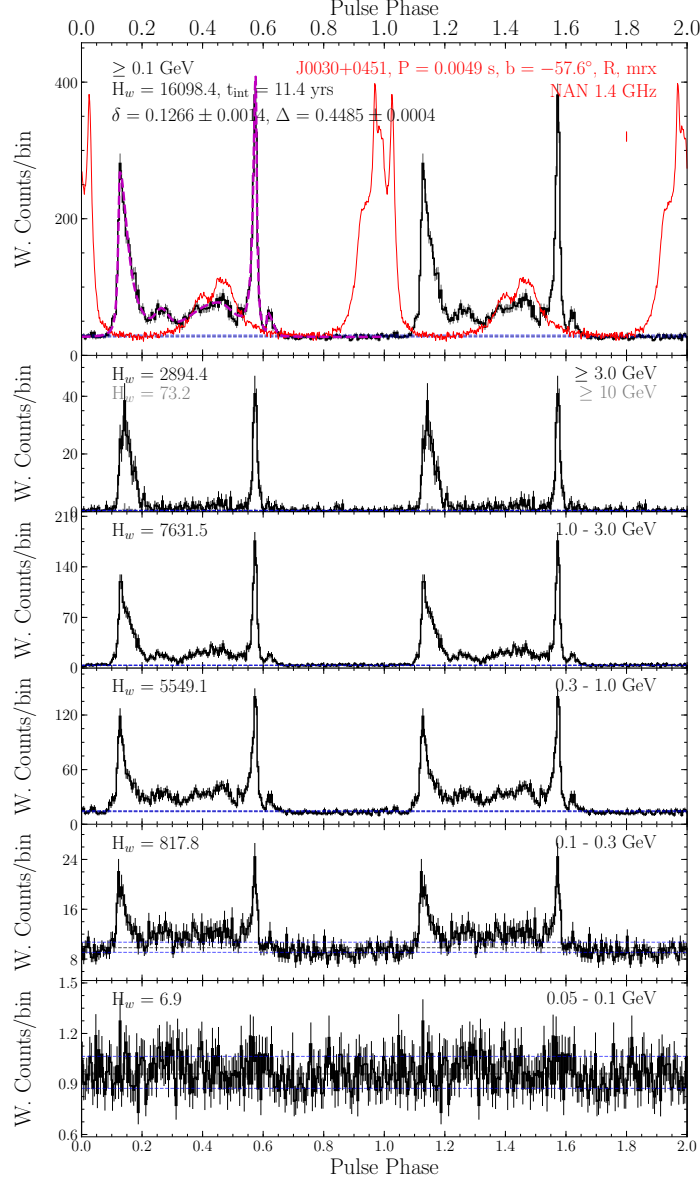 Pulse Phase
0.0 0.2 0.4 0.6 0.8 1.0 1.2 1.4 1.6 1.8 2.0
≥ 0.1 GeV
J0030+0451, P = 0.0049 s, b = −57.6°, R, mrx
H_w = 16098.4, t_int = 11.4 yrs
NAN 1.4 GHz
δ = 0.1266 ± 0.0014, Δ = 0.4485 ± 0.0004
W. Counts/bin
400
200
0
H_w = 2894.4
≥ 3.0 GeV
H_w = 73.2
≥ 10 GeV
W. Counts/bin
40
20
0
H_w = 7631.5
1.0 - 3.0 GeV
W. Counts/bin
210
140
70
0
H_w = 5549.1
0.3 - 1.0 GeV
W. Counts/bin
120
60
0
H_w = 817.8
0.1 - 0.3 GeV
W. Counts/bin
24
16
8
H_w = 6.9
0.05 - 0.1 GeV
W. Counts/bin
1.5
1.2
0.9
0.6
0.0 0.2 0.4 0.6 0.8 1.0 1.2 1.4 1.6 1.8 2.0
Pulse Phase